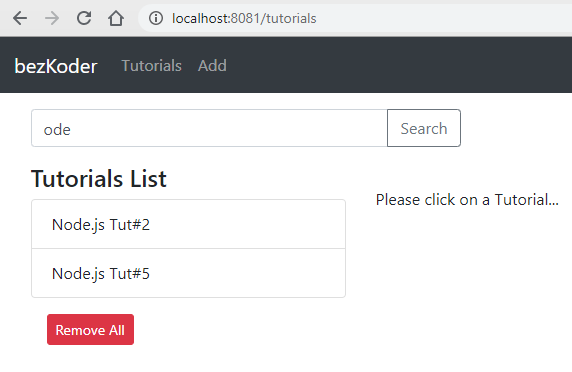 localhost:8081/tutorials
bezKoder Tutorials Add
ode Search
Tutorials List
Please click on a Tutorial...
Node.js Tut#2
Node.js Tut#5
Remove All